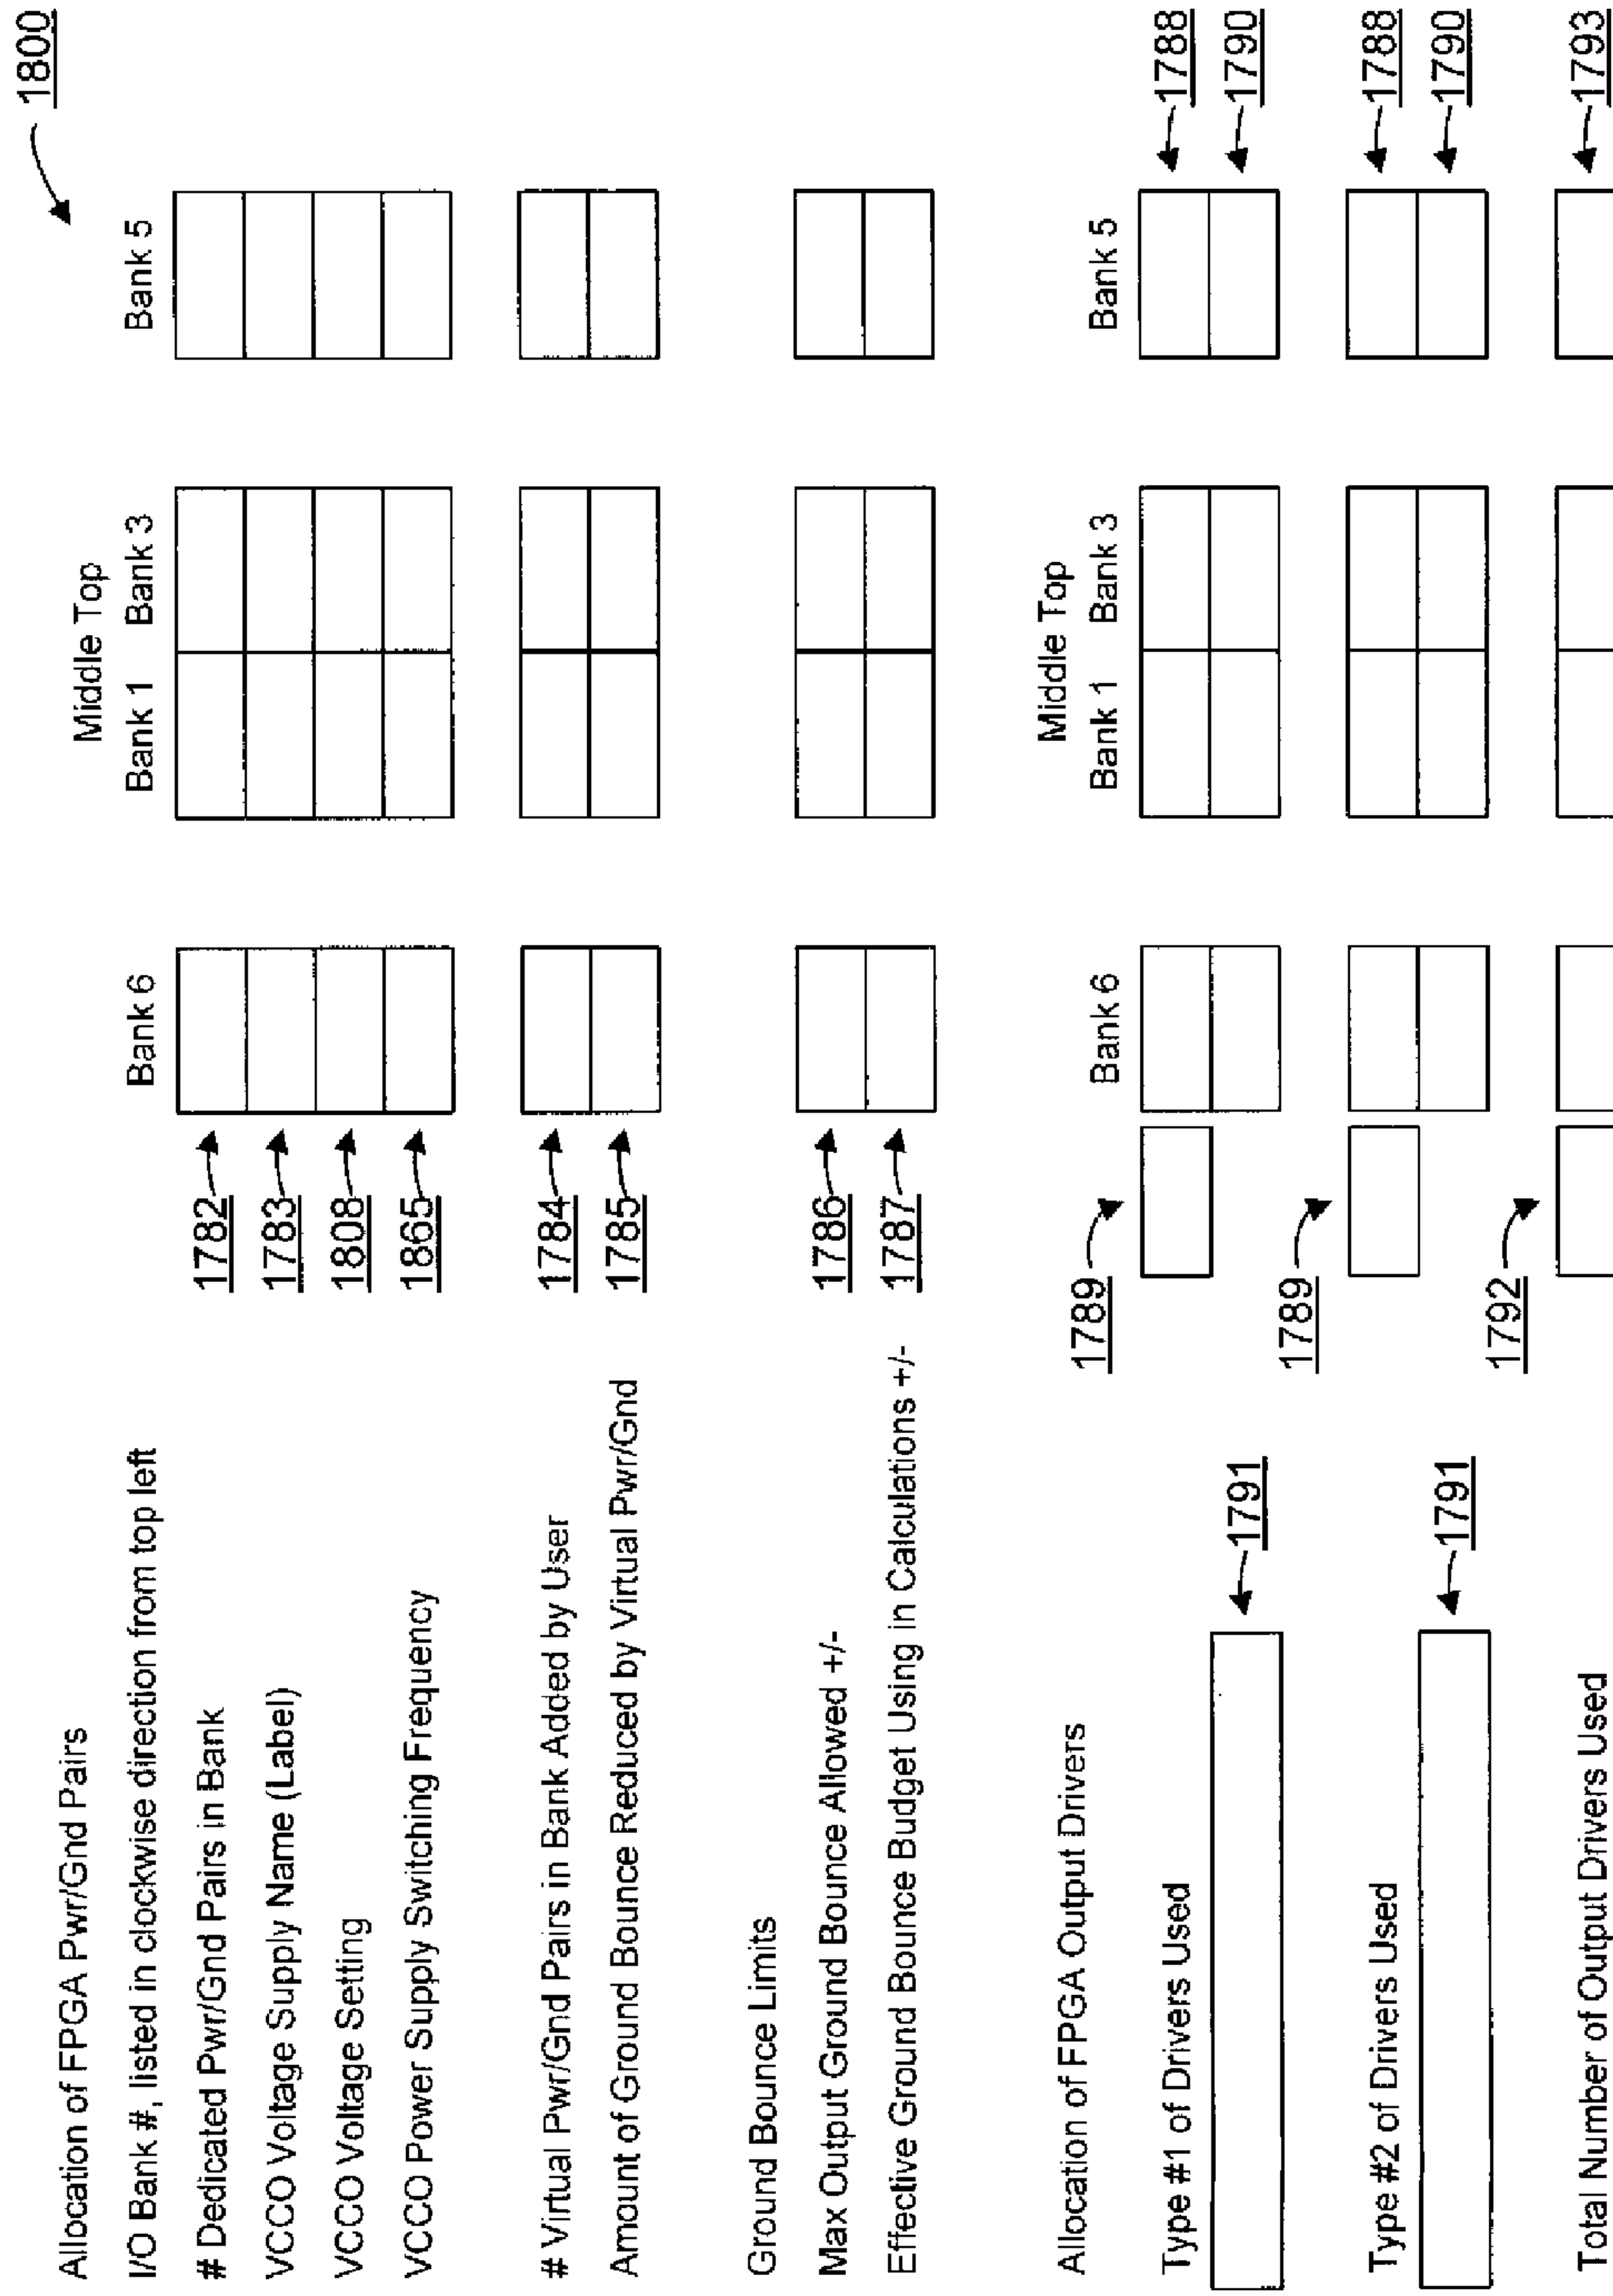 1800
Middle Top
Allocation of FPGA Pwr/Gnd Pairs
I/O Bank #, listed in clockwise direction from top left
Bank 6 Bank 1 Bank 3 Bank 5
# Dedicated Pwr/Gnd Pairs in Bank 1782
VCCO Voltage Supply Name (Label) 1783
VCCO Voltage Setting 1808
VCCO Power Supply Switching Frequency 1865
# Virtual Pwr/Gnd Pairs in Bank Added by User 1784
Amount of Ground Bounce Reduced by Virtual Pwr/Gnd 1785
Ground Bounce Limits
Max Output Ground Bounce Allowed +/- 1786
Effective Ground Bounce Budget Using in Calculations +/- 1787
Middle Top
Allocation of FPGA Output Drivers
1789 Bank 6 Bank 1 Bank 3 Bank 5
Type #1 of Drivers Used 1788
1791 1790
1789
Type #2 of Drivers Used 1788
1791 1790
1792
Total Number of Output Drivers Used 1793